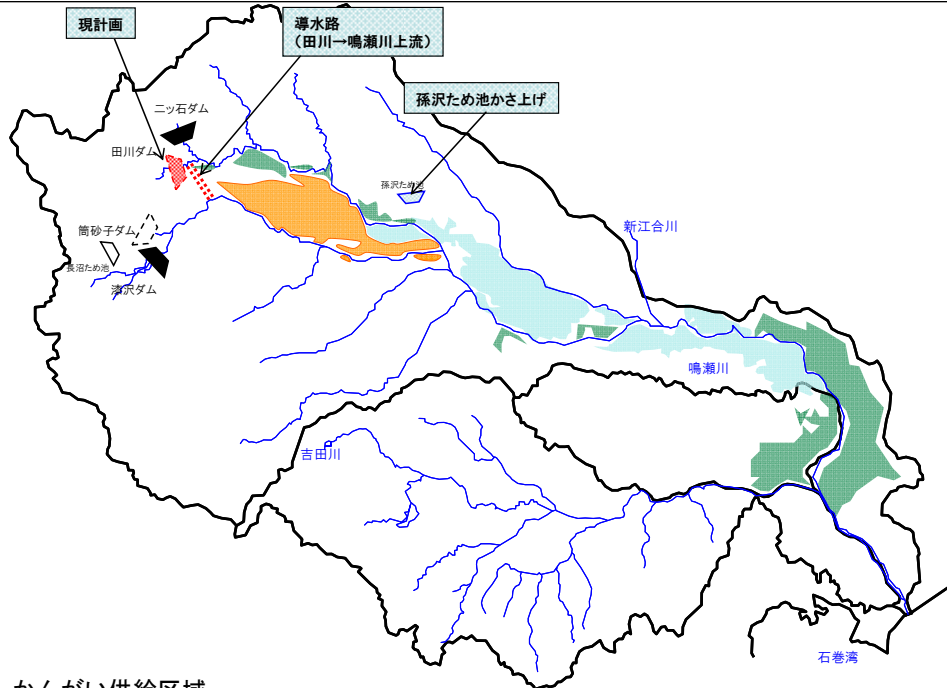 現計画
導水路
(田川→鳴瀬川上流)
孫沢ため池かさ上げ
二ッ石ダム
田川ダム
孫沢ため池
筒砂子ダム
長沼ため池
漆沢ダム
新江合川
鳴瀬川
吉田川
石巻湾
かんがい供給区域